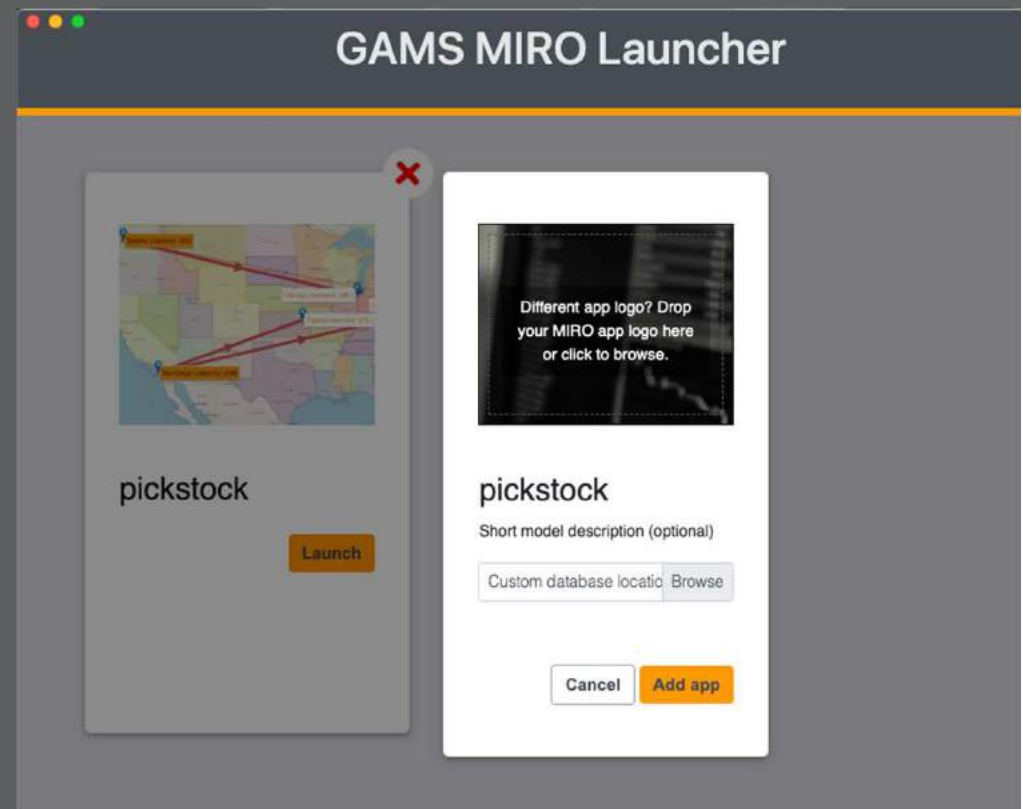 GAMS MIRO Launcher
pickstock
Launch
Different app logo? Drop
your MIRO app logo here
or click to browse.
pickstock
Short model description (optional)
Custom database locatio
Browse
Cancel
Add app